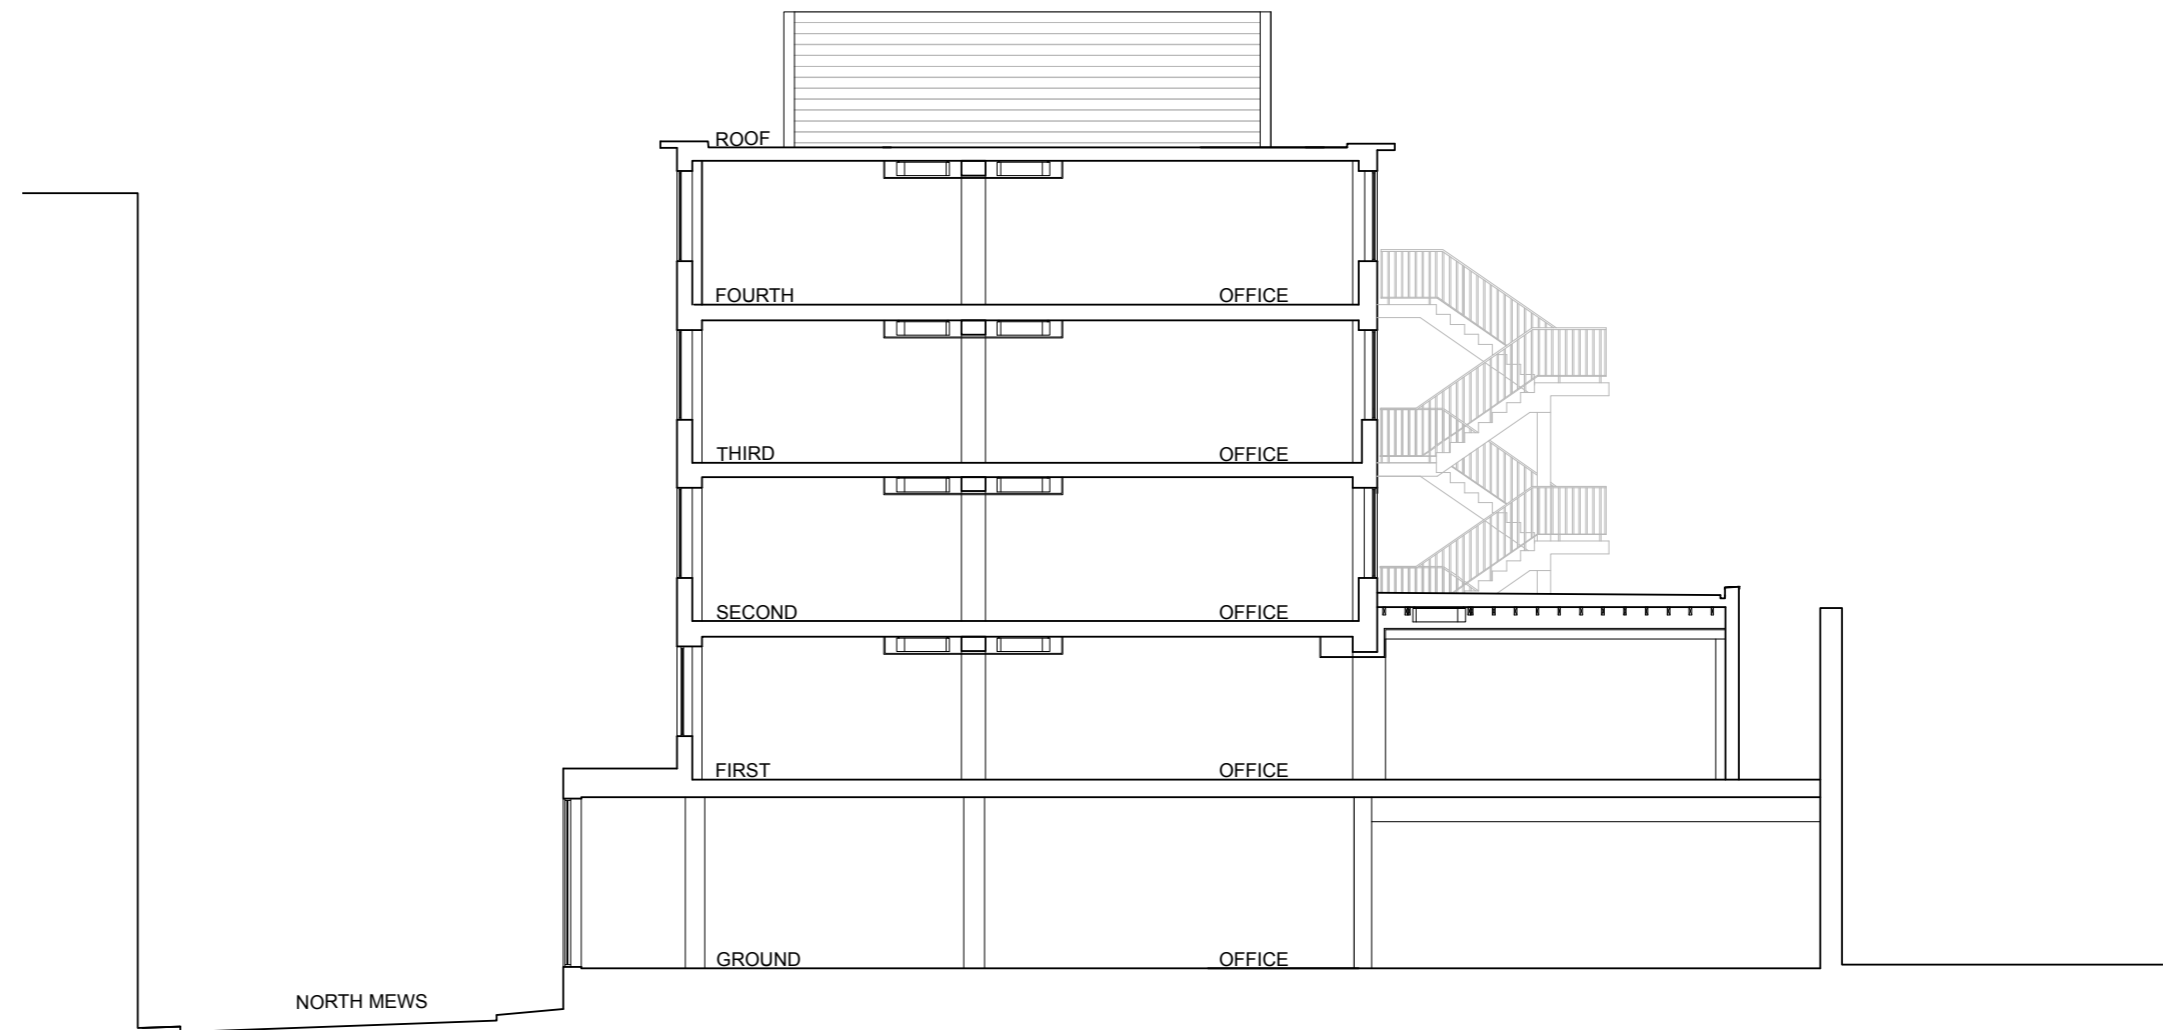 ROOF
FOURTH OFFICE
THIRD OFFICE
SECOND OFFICE
FIRST OFFICE
GROUND OFFICE
NORTH MEWS